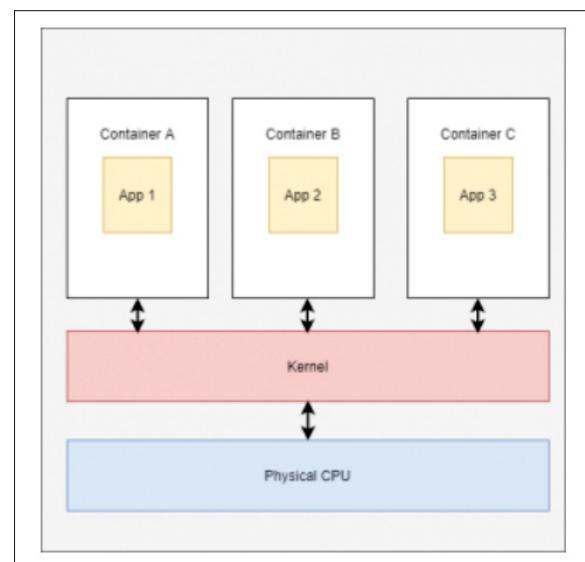 Container A
Container B
Container C
App 1
App 2
App 3
Kernel
Physical CPU